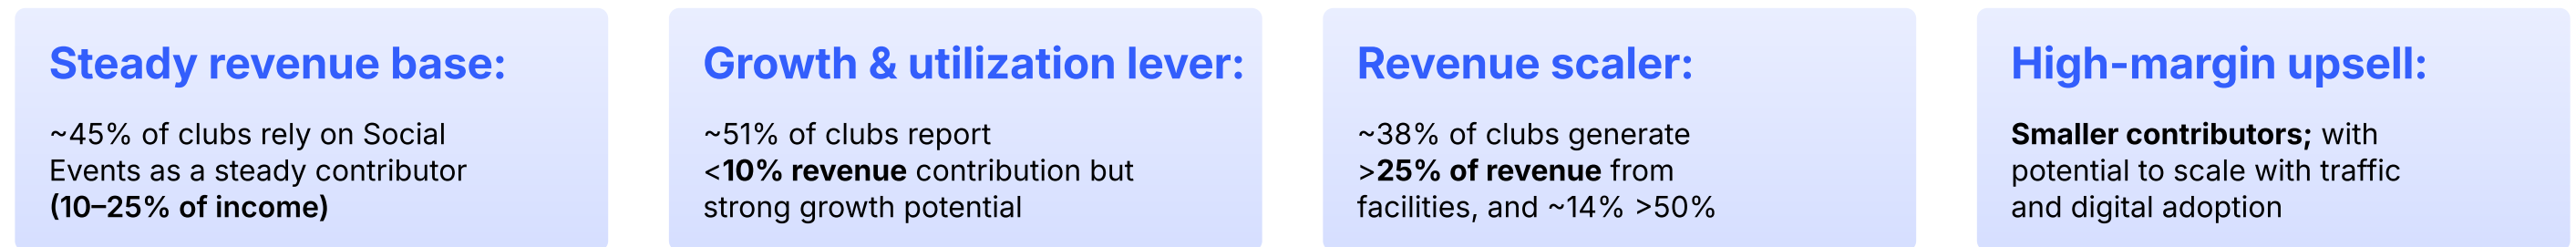 Steady revenue base:
~45% of clubs rely on Social
Events as a steady contributor
(10–25% of income)
Growth & utilization lever:
~51% of clubs report
<10% revenue contribution but
strong growth potential
Revenue scaler:
~38% of clubs generate
>25% of revenue from
facilities, and ~14% >50%
High-margin upsell:
Smaller contributors; with
potential to scale with traffic
and digital adoption